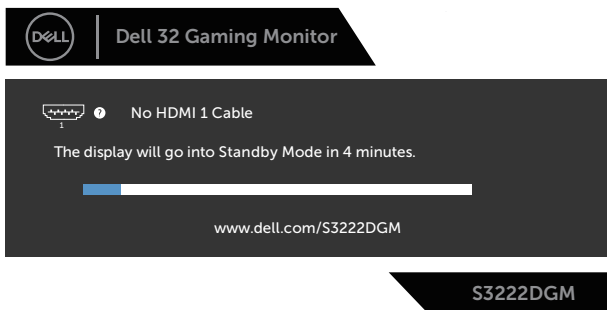 DELL
Dell 32 Gaming Monitor
1
?
No HDMI 1 Cable
The display will go into Standby Mode in 4 minutes.
www.dell.com/S3222DGM
S3222DGM